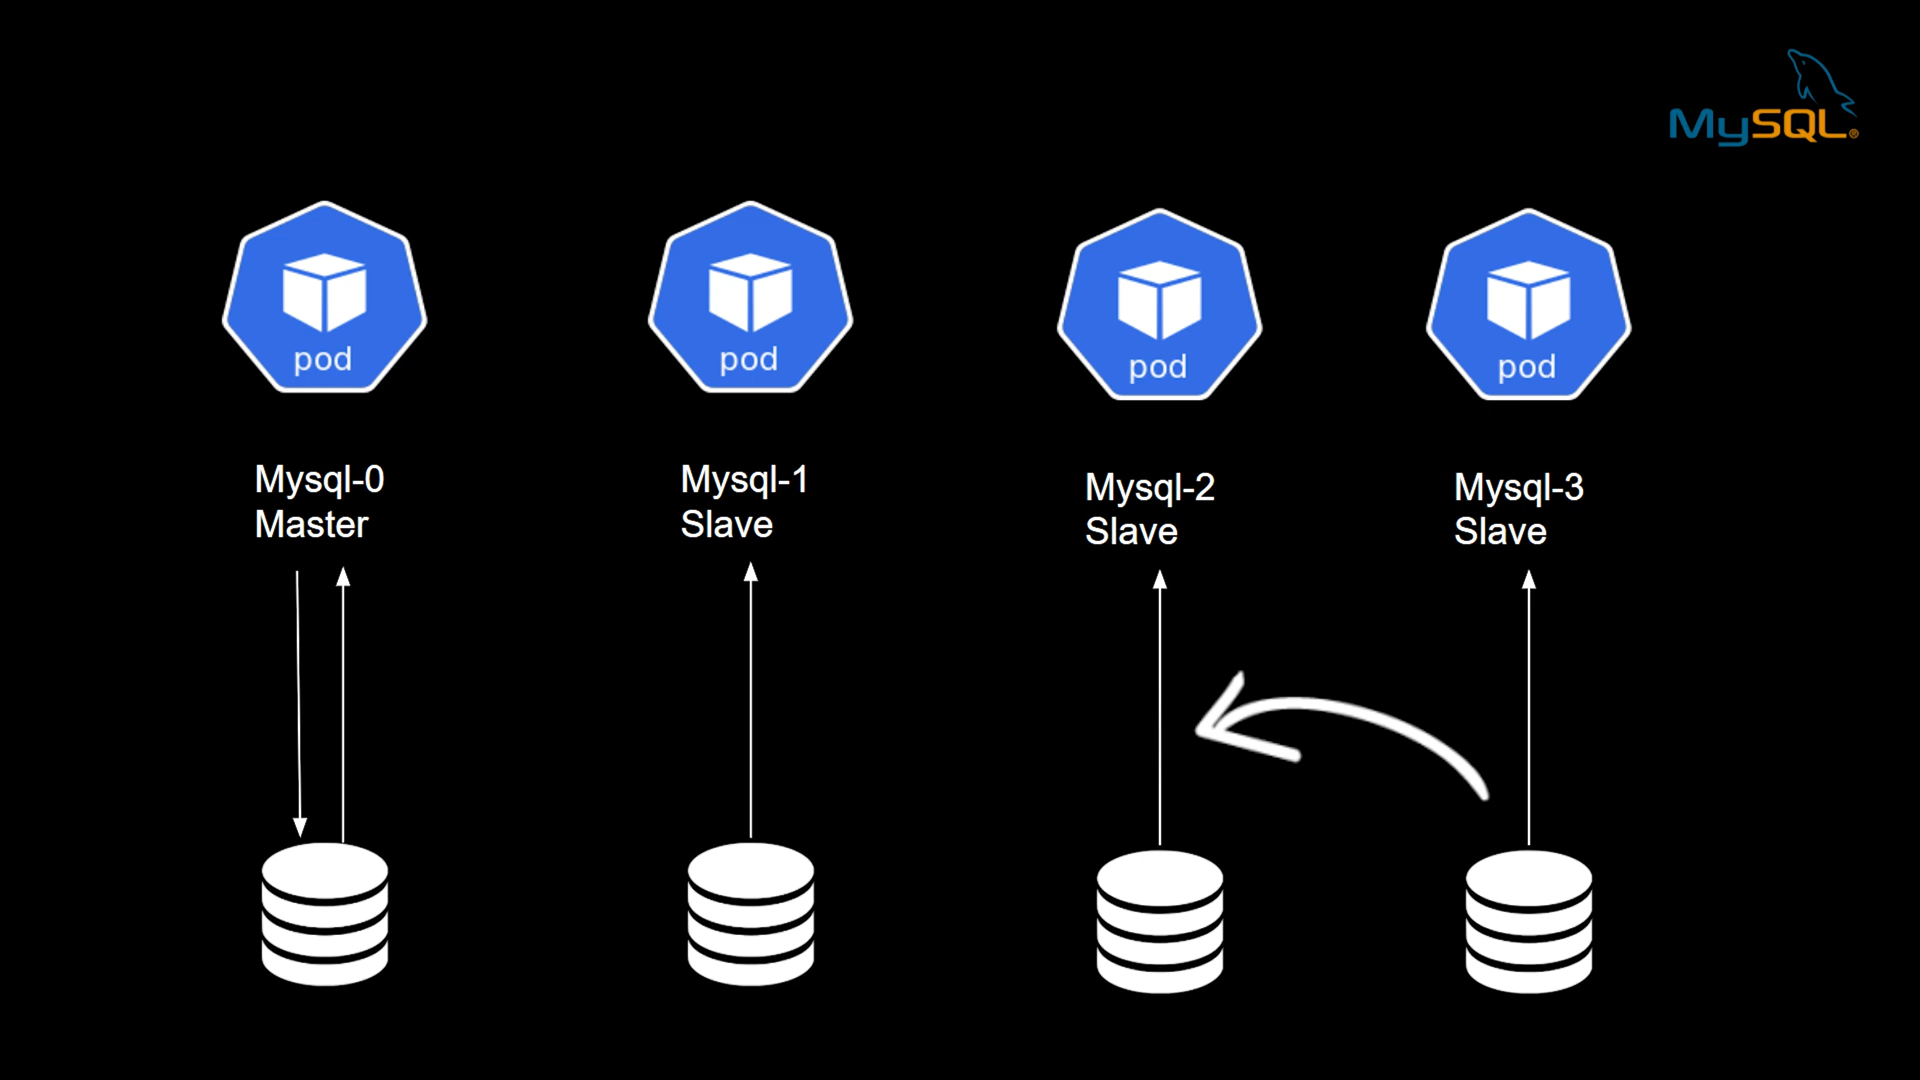 MySQL®
pod
pod
pod
pod
Mysql-0
Master
Mysql-1
Slave
Mysql-2
Slave
Mysql-3
Slave